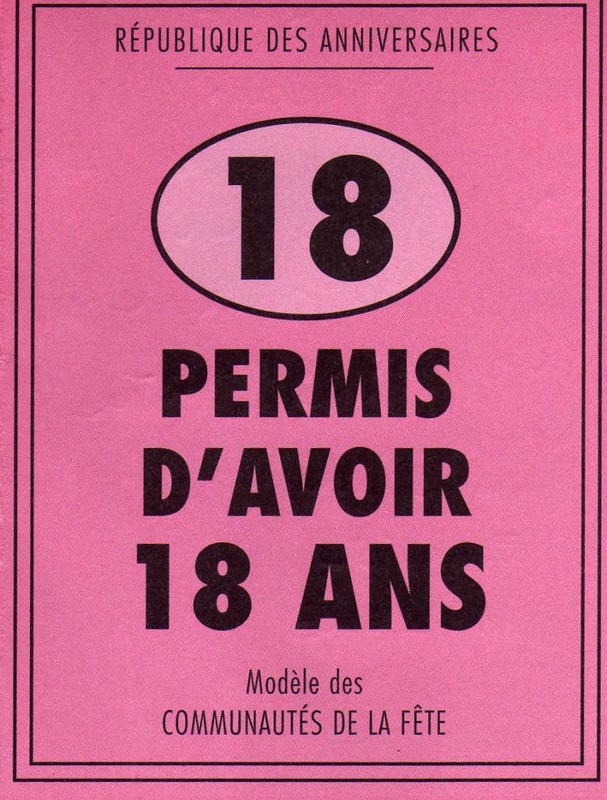 RÉPUBLIQUE DES ANNIVERSAIRES
18
PERMIS
D'AVOIR
18 ANS
Modèle des
COMMUNAUTÉS DE LA FÊTE